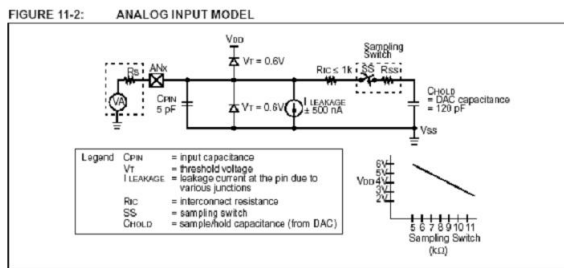 FIGURE 11-2: ANALOG INPUT MODEL
VDD
Sampling
Switch
VT = 0.6V
RS ANx
RIC ≤ 1k SS RSS
VA
CPIN
5 pF
VT = 0.6V
I LEAKAGE
± 500 nA
CHOLD
= DAC capacitance
= 120 pF
VSS
Legend CPIN = input capacitance
VT = threshold voltage
I LEAKAGE = leakage current at the pin due to
various junctions
RIC = interconnect resistance
SS = sampling switch
CHOLD = sample/hold capacitance (from DAC)
6V
5V
VDD 4V
3V
2V
5 6 7 8 9 10 11
Sampling Switch
(kΩ)